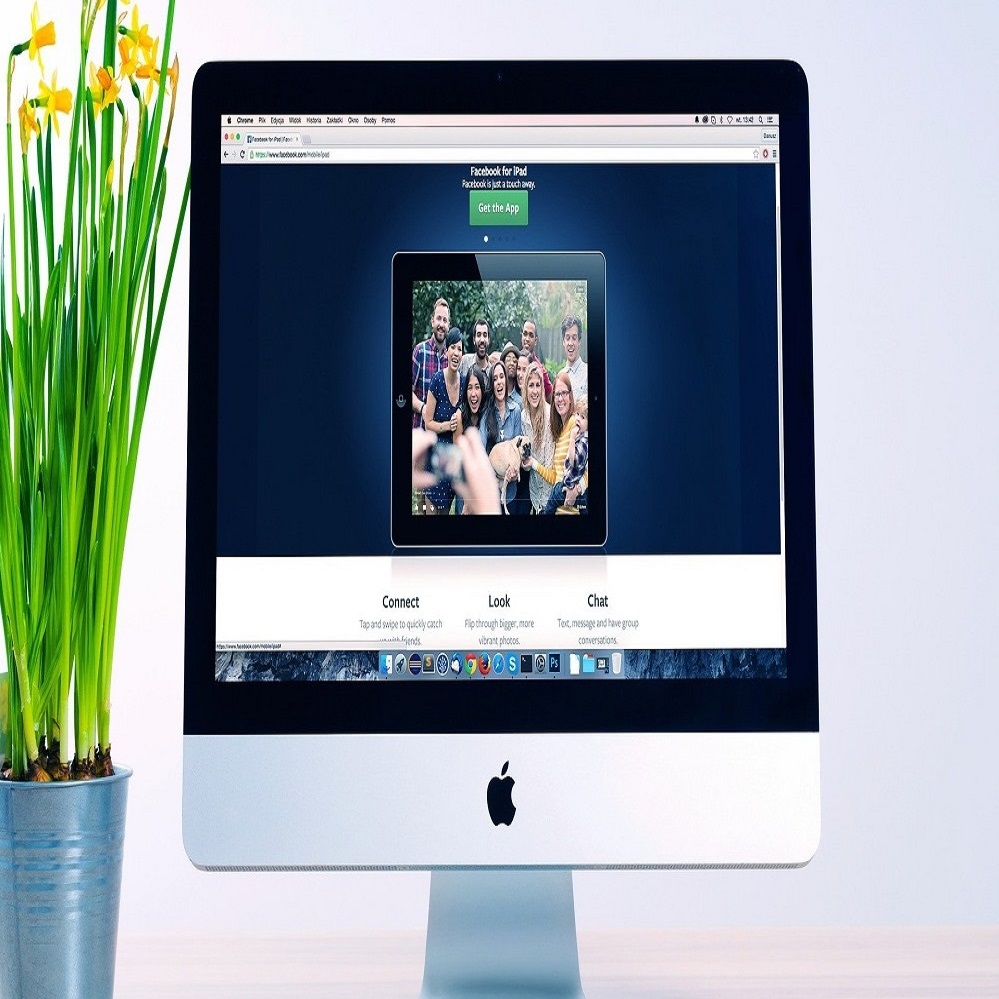 Chrome Plik Edycja Widok Historia Zakładki Okno Osoby Pomoc
wt. 13:42
Facebook for iPad | Faceb
Dariusz
https://www.facebook.com/mobile/ipad
Facebook for iPad
Facebook is just a touch away.
Get the App
Connect
Look
Chat
Tap and swipe to quickly catch
up with friends.
Flip through bigger, more
vibrant photos.
Text, message and have group
conversations.
https://www.facebook.com/mobile/ipad#